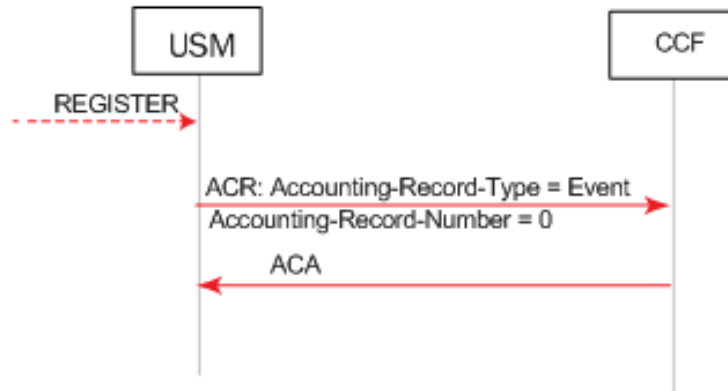 USM
CCF
REGISTER
ACR: Accounting-Record-Type = Event
Accounting-Record-Number = 0
ACA